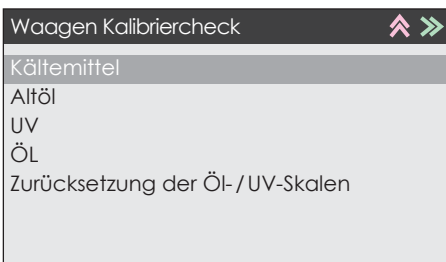 Waagen Kalibriercheck
Kältemittel
Altöl
UV
ÖL
Zurücksetzung der Öl-/UV-Skalen